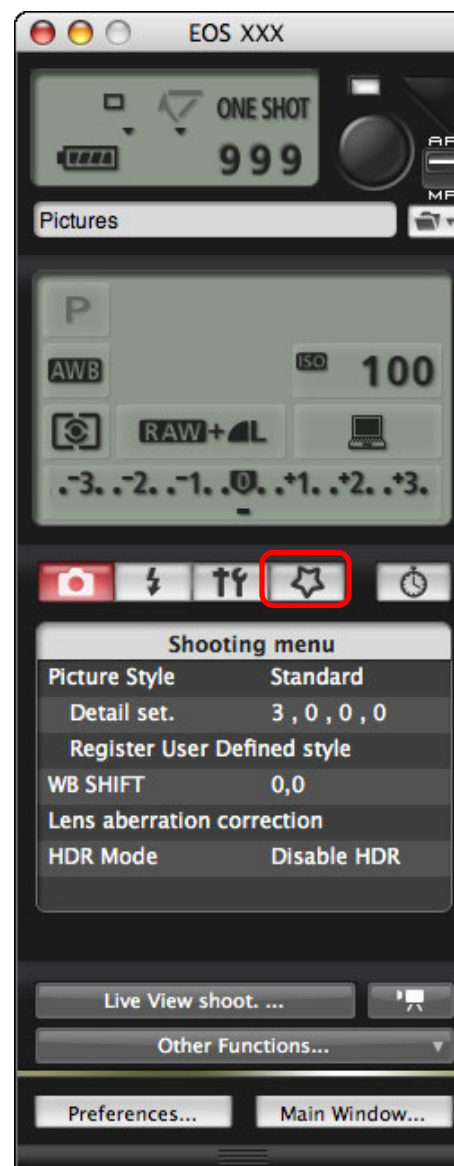 EOS XXX
ONE SHOT
999
AF
MF
Pictures
P
AWB
ISO 100
RAW+L
.-3. .-2. .-1. .0. .+1. .+2. .+3.
Shooting menu
Picture Style Standard
Detail set. 3 , 0 , 0 , 0
Register User Defined style
WB SHIFT 0,0
Lens aberration correction
HDR Mode Disable HDR
Live View shoot. ...
Other Functions...
Preferences... Main Window...